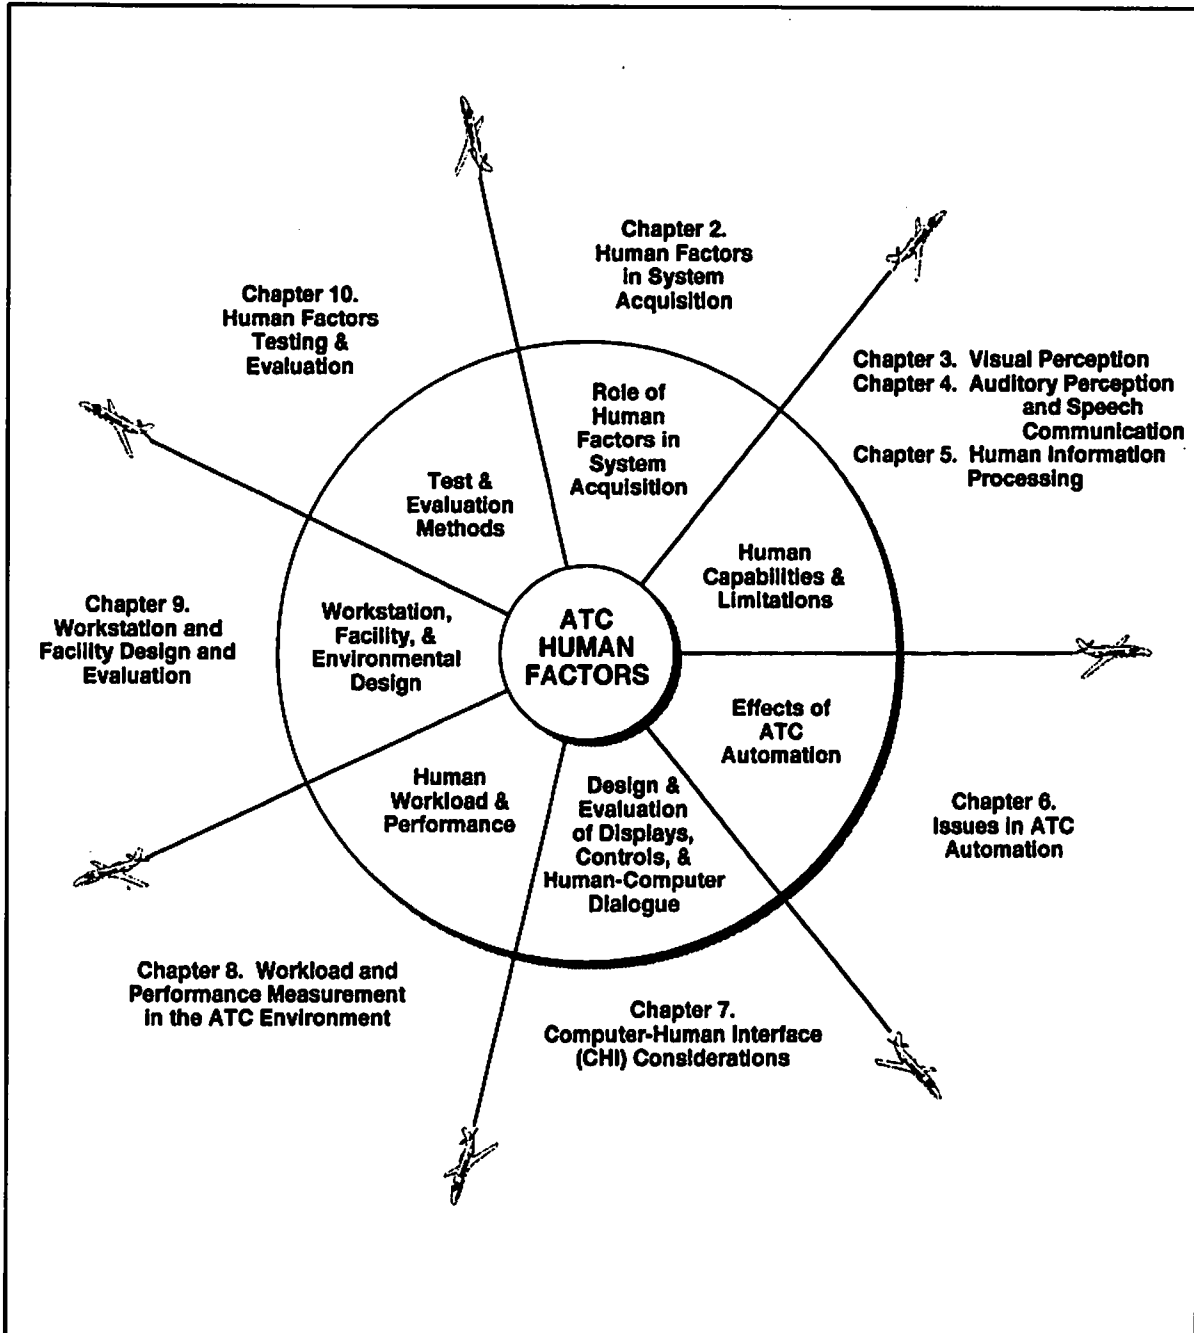 Chapter 2.
Human Factors
in System
Acquisition
Chapter 3. Visual Perception
Chapter 4. Auditory Perception
and Speech
Communication
Chapter 5. Human Information
Processing
Chapter 10.
Human Factors
Testing &
Evaluation
Role of
Human
Factors in
System
Acquisition
Test &
Evaluation
Methods
Human
Capabilities &
Limitations
ATC
HUMAN
FACTORS
Chapter 9.
Workstation and
Facility Design and
Evaluation
Workstation,
Facility, &
Environmental
Design
Effects of
ATC
Automation
Human
Workload &
Performance
Design &
Evaluation
of Displays,
Controls, &
Human-Computer
Dialogue
Chapter 6.
Issues in ATC
Automation
Chapter 8. Workload and
Performance Measurement
in the ATC Environment
Chapter 7.
Computer-Human Interface
(CHI) Considerations